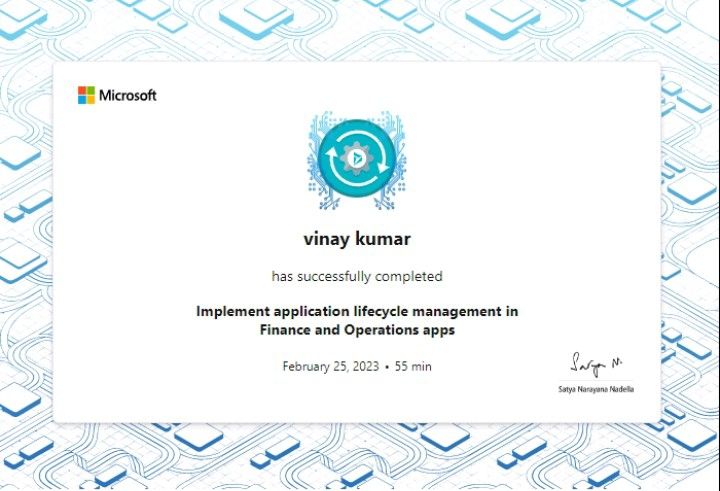 Microsoft
vinay kumar
has successfully completed
Implement application lifecycle management in
Finance and Operations apps
February 25, 2023 • 55 min
Satya N.
Satya Narayana Nadella